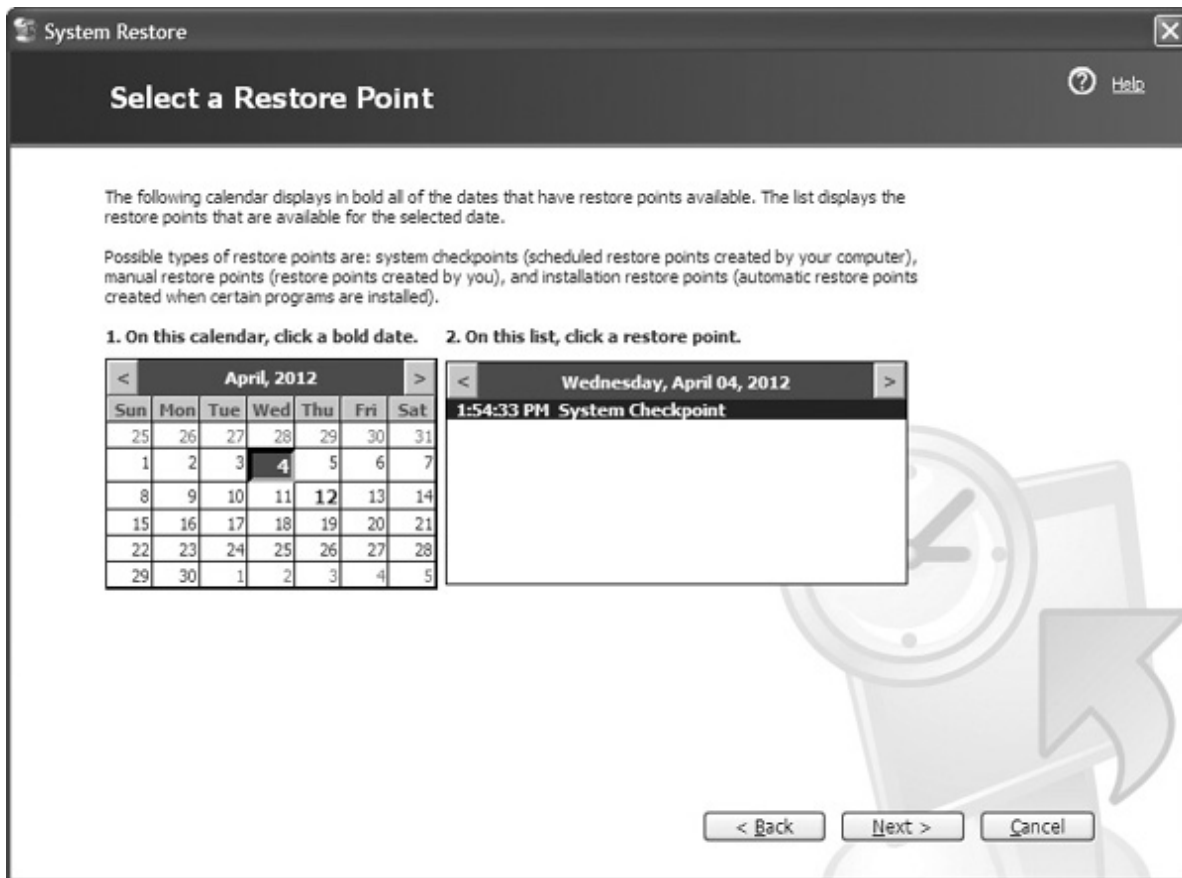 System Restore
Select a Restore Point
Help
The following calendar displays in bold all of the dates that have restore points available. The list displays the
restore points that are available for the selected date.
Possible types of restore points are: system checkpoints (scheduled restore points created by your computer),
manual restore points (restore points created by you), and installation restore points (automatic restore points
created when certain programs are installed).
1. On this calendar, click a bold date.
2. On this list, click a restore point.
< April, 2012 >
Sun Mon Tue Wed Thu Fri Sat
25 26 27 28 29 30 31
1 2 3 4 5 6 7
8 9 10 11 12 13 14
15 16 17 18 19 20 21
22 23 24 25 26 27 28
29 30 1 2 3 4 5
< Wednesday, April 04, 2012 >
1:54:33 PM System Checkpoint
< Back
Next >
Cancel